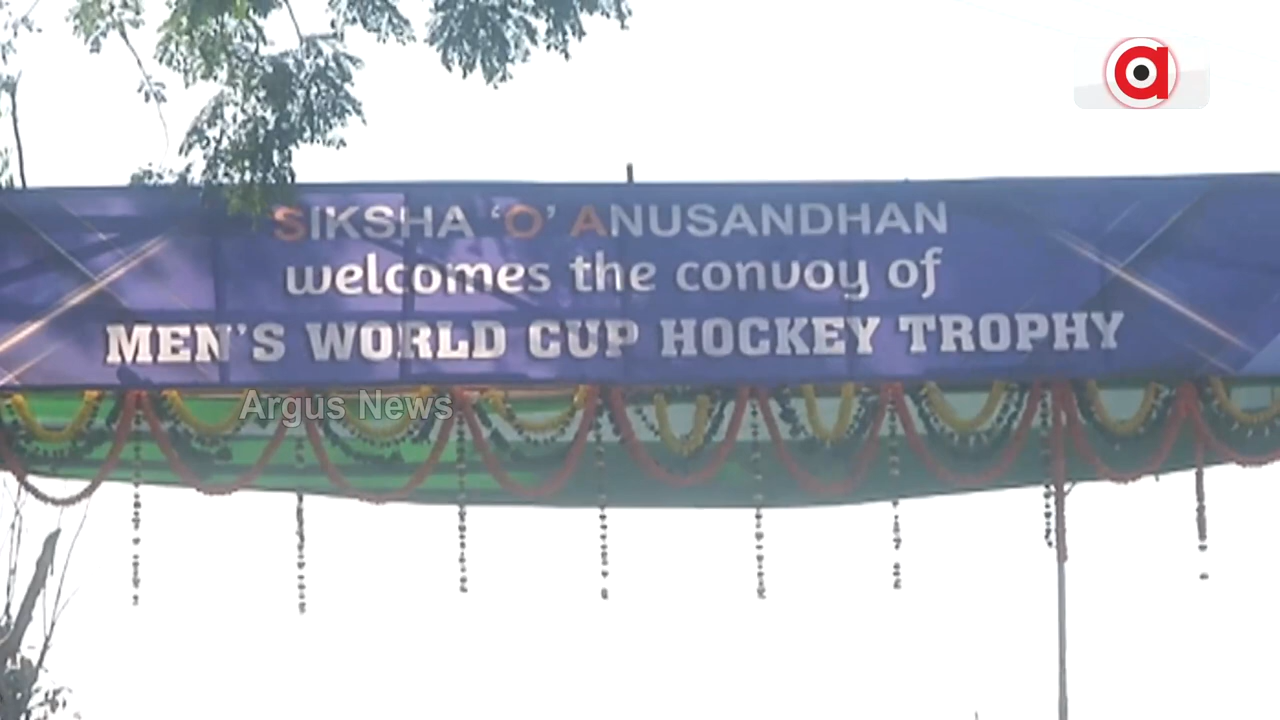 SIKSHA ‘O’ ANUSANDHAN
welcomes the convoy of
MEN’S WORLD CUP HOCKEY TROPHY
Argus News